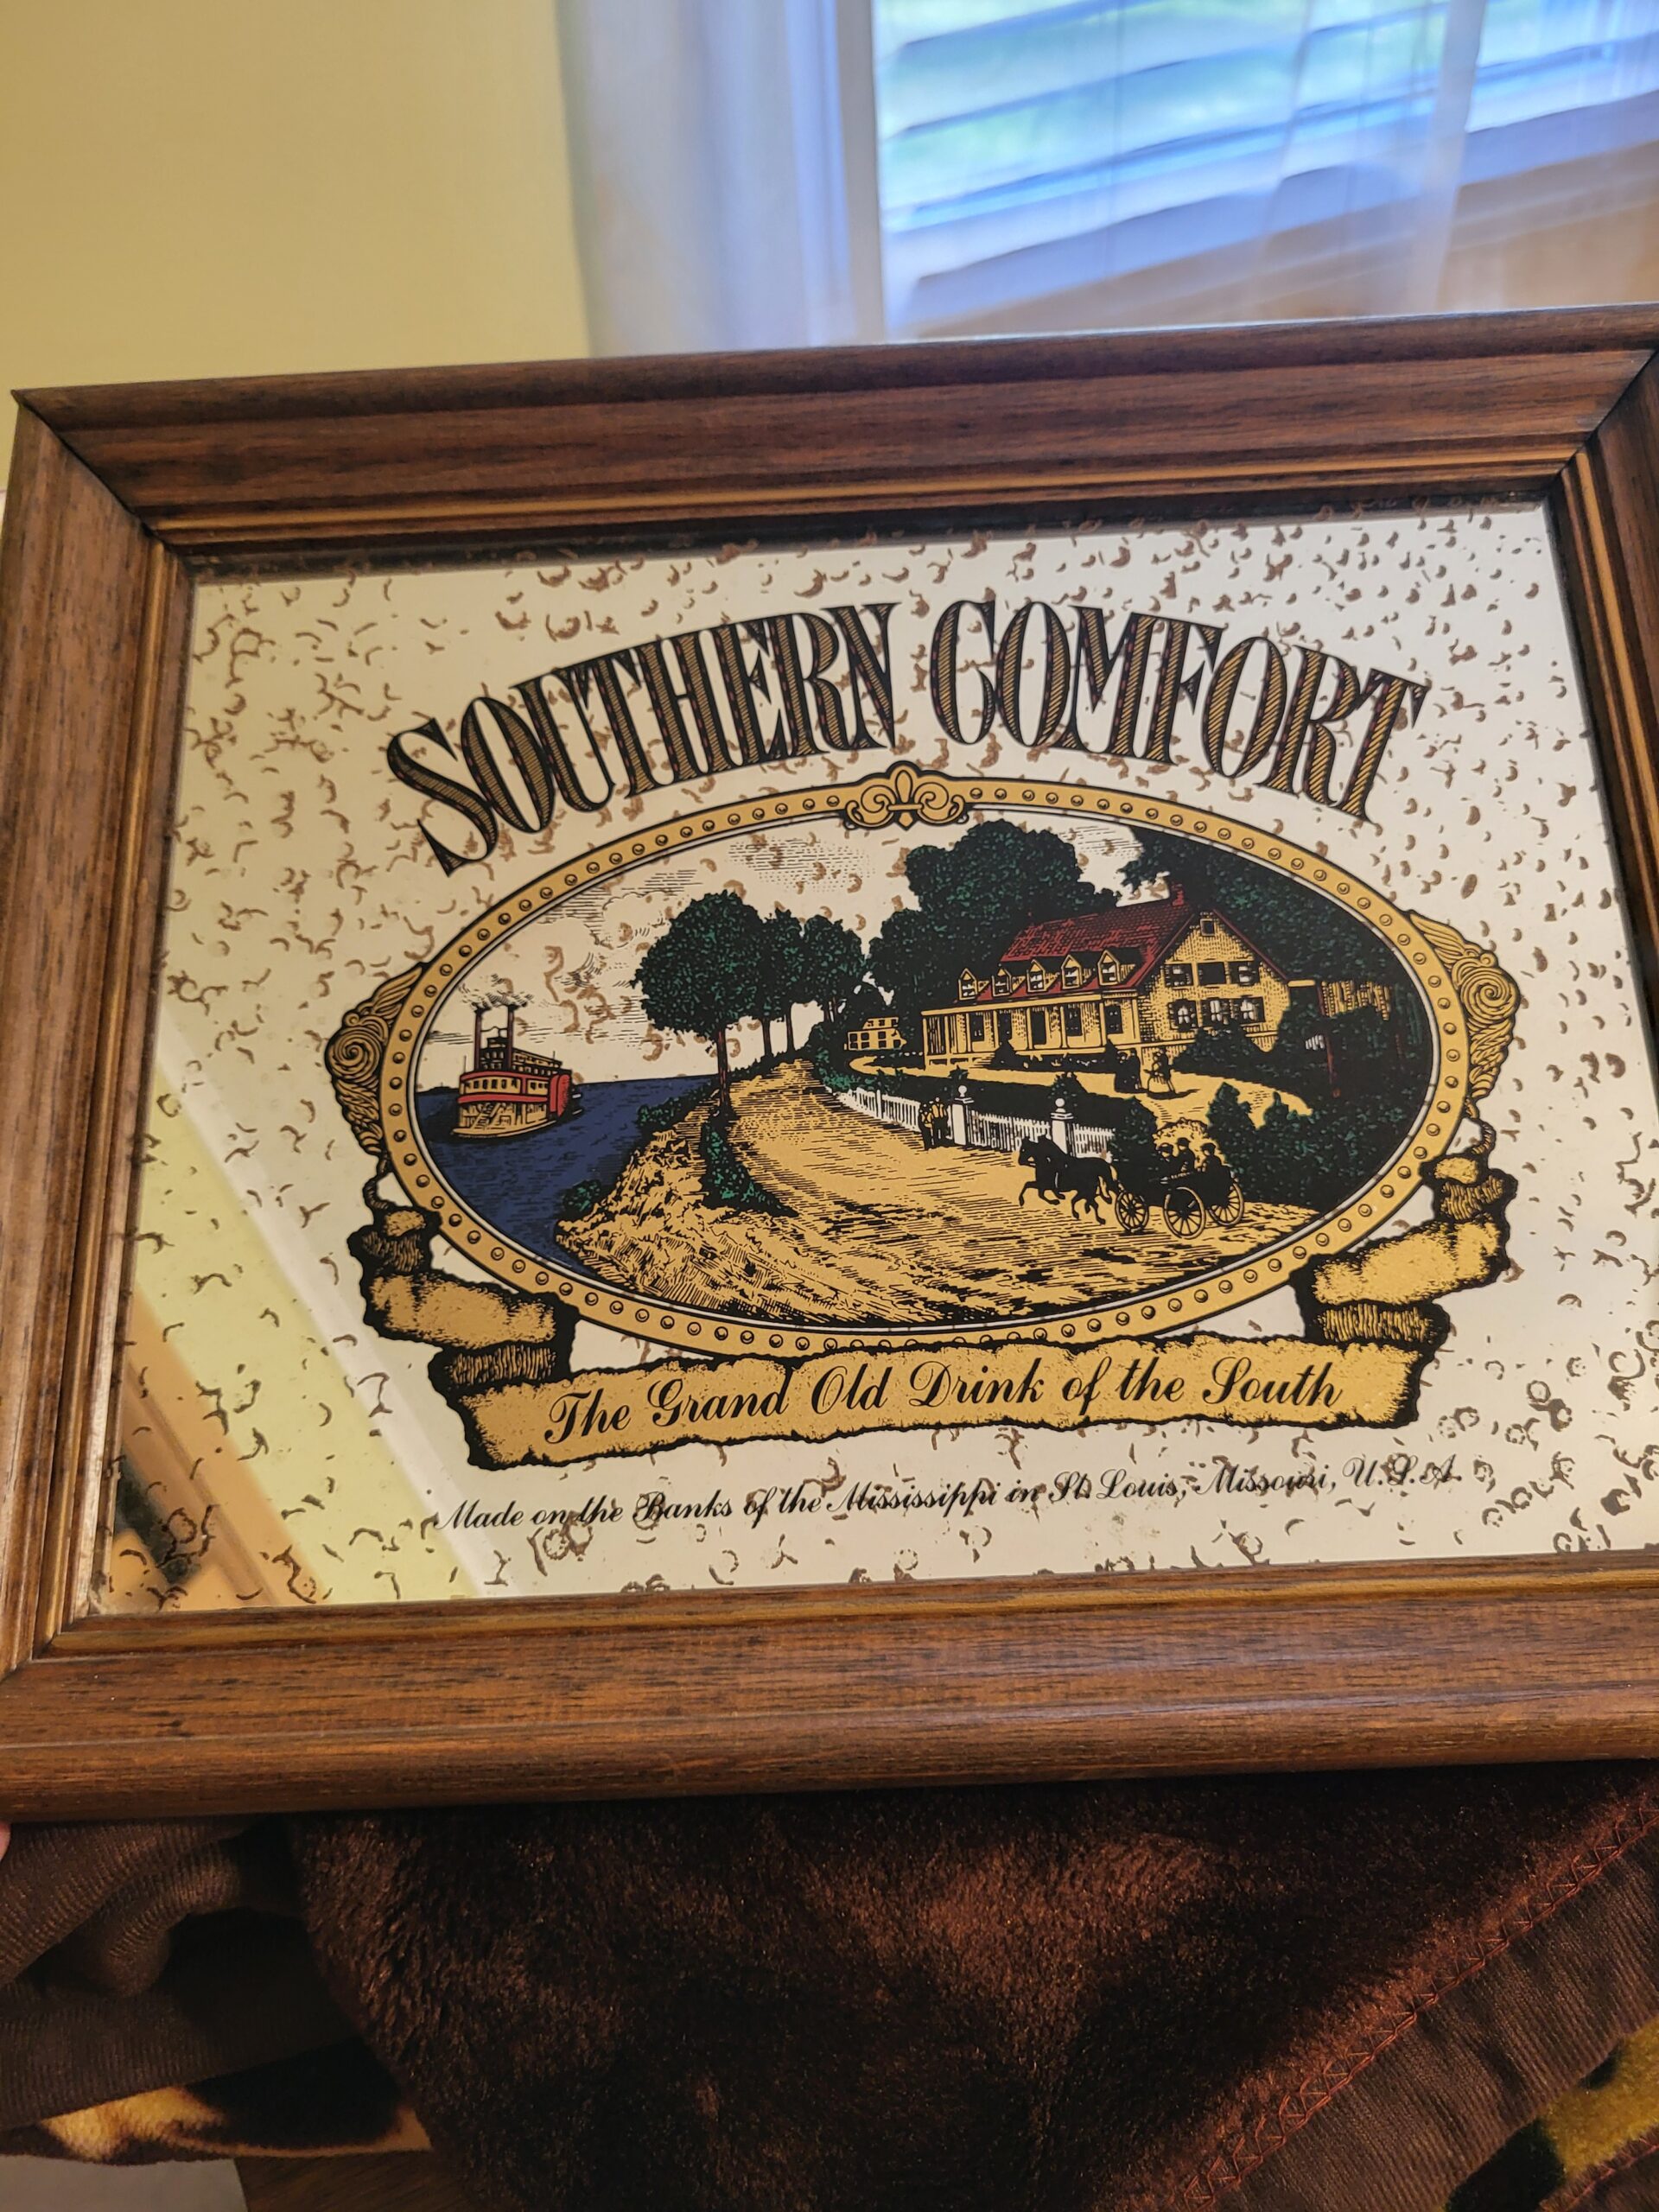 SOUTHERN COMFORT
The Grand Old Drink of the South
Made on the Banks of the Mississippi in St. Louis, Missouri, U.S.A.